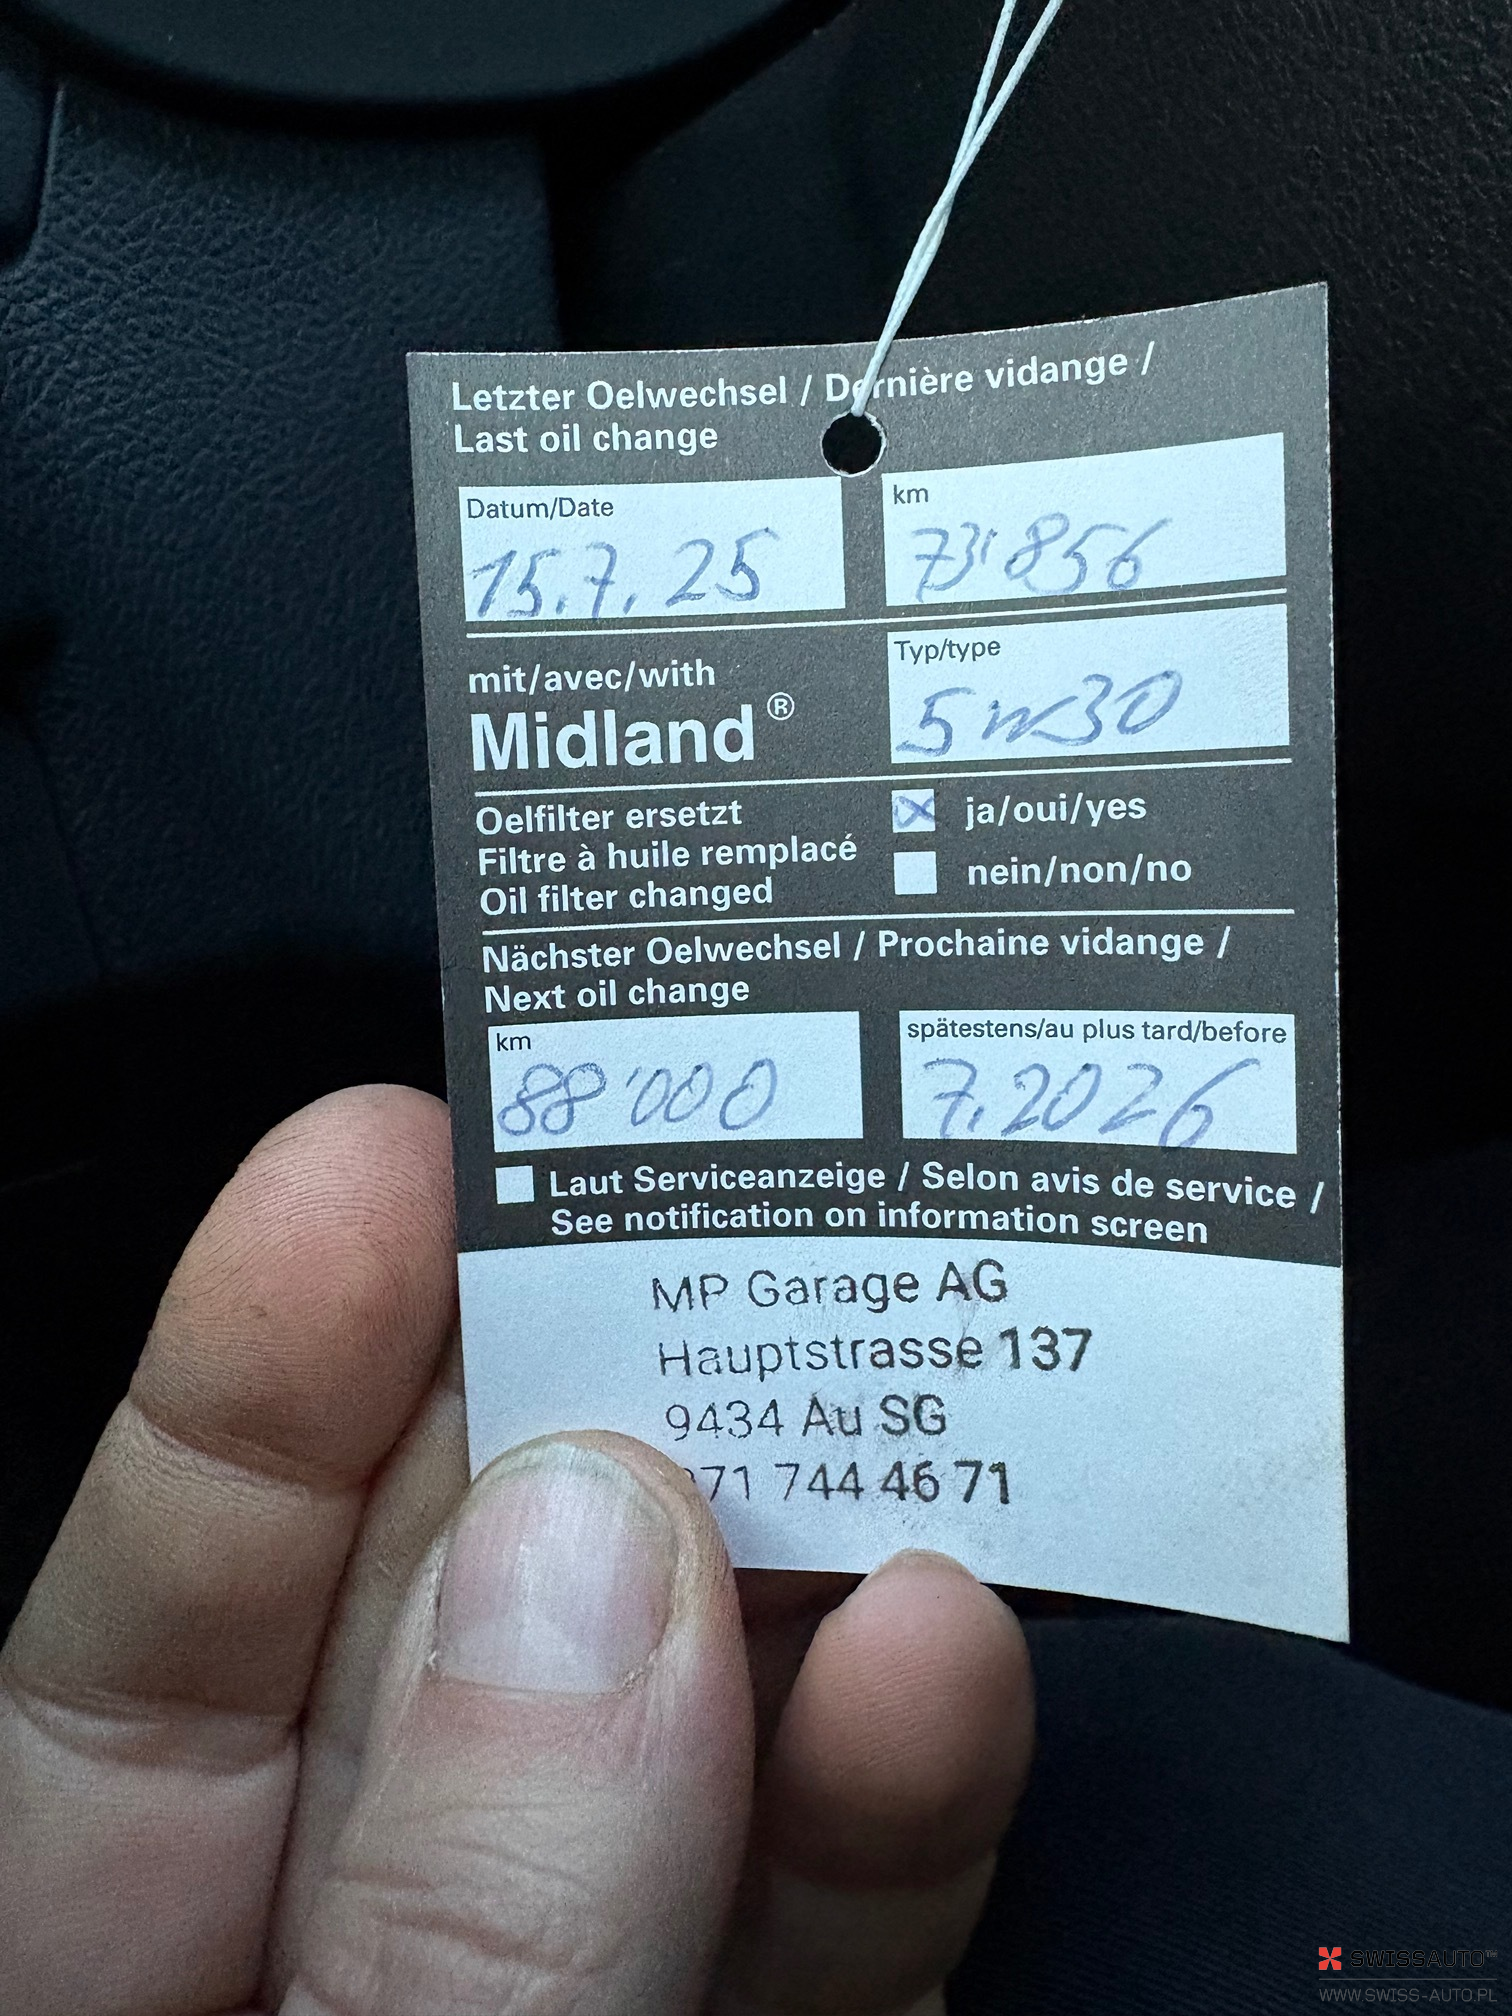 Letzter Oelwechsel / Dernière vidange /
Last oil change
Datum/Date
15.7.25
km
73'856
mit/avec/with
Midland®
Typ/type
5w30
Oelfilter ersetzt
Filtre à huile remplacé
Oil filter changed
ja/oui/yes
nein/non/no
Nächster Oelwechsel / Prochaine vidange /
Next oil change
km
88'000
spätestens/au plus tard/before
7.2026
Laut Serviceanzeige / Selon avis de service /
See notification on information screen
MP Garage AG
Hauptstrasse 137
9434 Au SG
71 744 46 71
SWISSAUTO™
WWW.SWISS-AUTO.PL